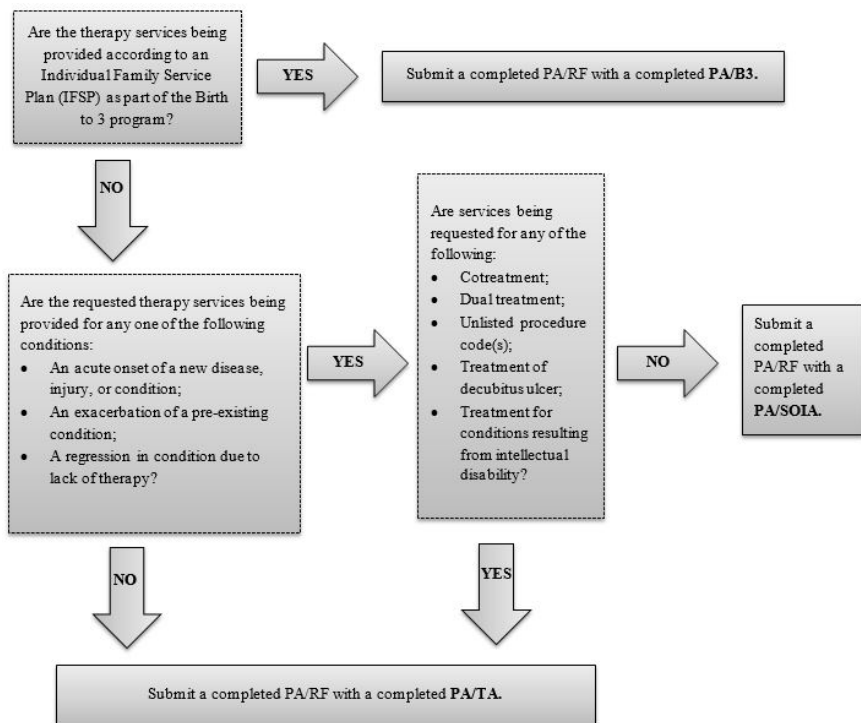 Are the therapy services being
provided according to an
Individual Family Service
Plan (IFSP) as part of the Birth
to 3 program?
YES
Submit a completed PA/RF with a completed PA/B3.
NO
Are the requested therapy services being
provided for any one of the following
conditions:
• An acute onset of a new disease,
injury, or condition;
• An exacerbation of a pre-existing
condition;
• A regression in condition due to
lack of therapy?
YES
Are services being
requested for any of the
following:
• Cotreatment;
• Dual treatment;
• Unlisted procedure
code(s);
• Treatment of
decubitus ulcer;
• Treatment for
conditions resulting
from intellectual
disability?
NO
Submit a
completed
PA/RF with a
completed
PA/SOIA.
NO
YES
Submit a completed PA/RF with a completed PA/TA.